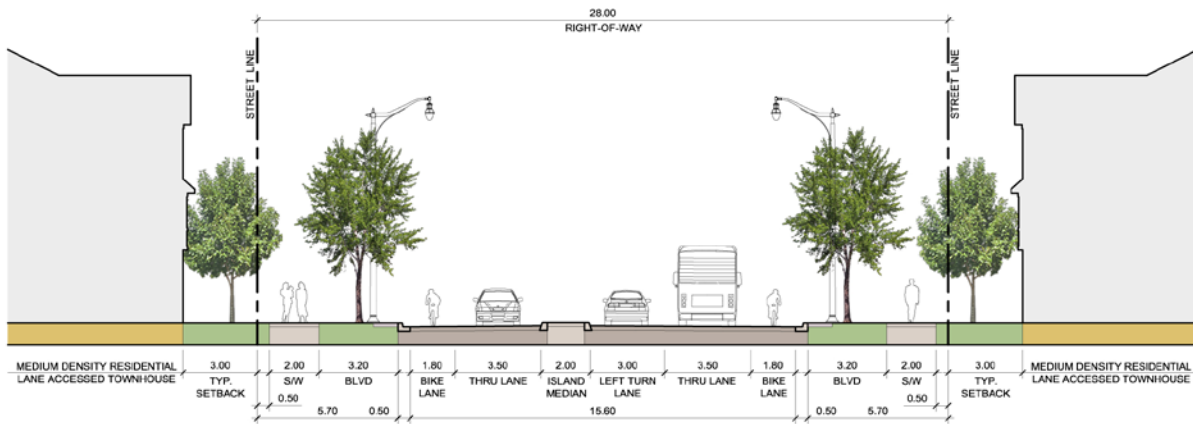 28.00
RIGHT-OF-WAY
STREET LINE
STREET LINE
MEDIUM DENSITY RESIDENTIAL
LANE ACCESSED TOWNHOUSE
3.00
TYP.
SETBACK
2.00
S/W
0.50
3.20
BLVD
5.70
0.50
1.80
BIKE
LANE
3.50
THRU LANE
2.00
ISLAND
MEDIAN
3.00
LEFT TURN
LANE
3.50
THRU LANE
1.80
BIKE
LANE
15.60
3.20
BLVD
0.50
5.70
2.00
S/W
0.50
3.00
TYP.
SETBACK
MEDIUM DENSITY RESIDENTIAL
LANE ACCESSED TOWNHOUSE